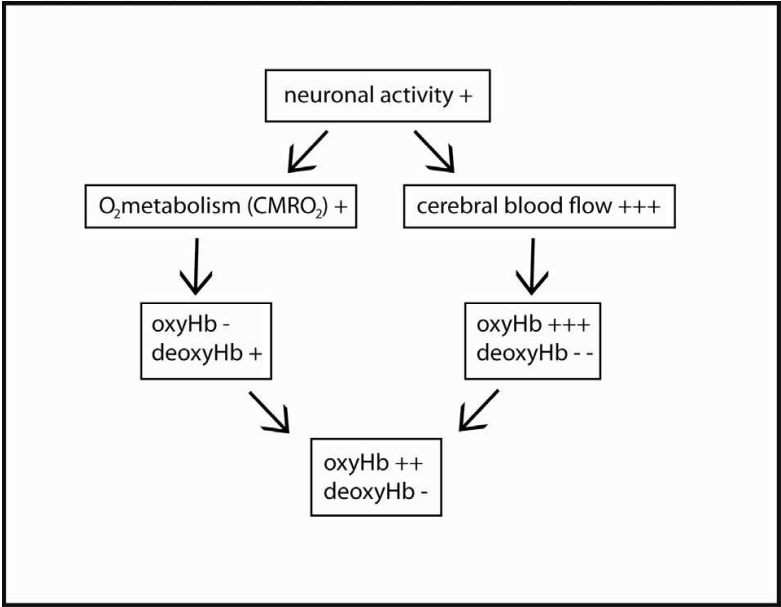 neuronal activity +
O₂metabolism (CMRO₂) +
cerebral blood flow +++
oxyHb -
deoxyHb +
oxyHb +++
deoxyHb - -
oxyHb ++
deoxyHb -